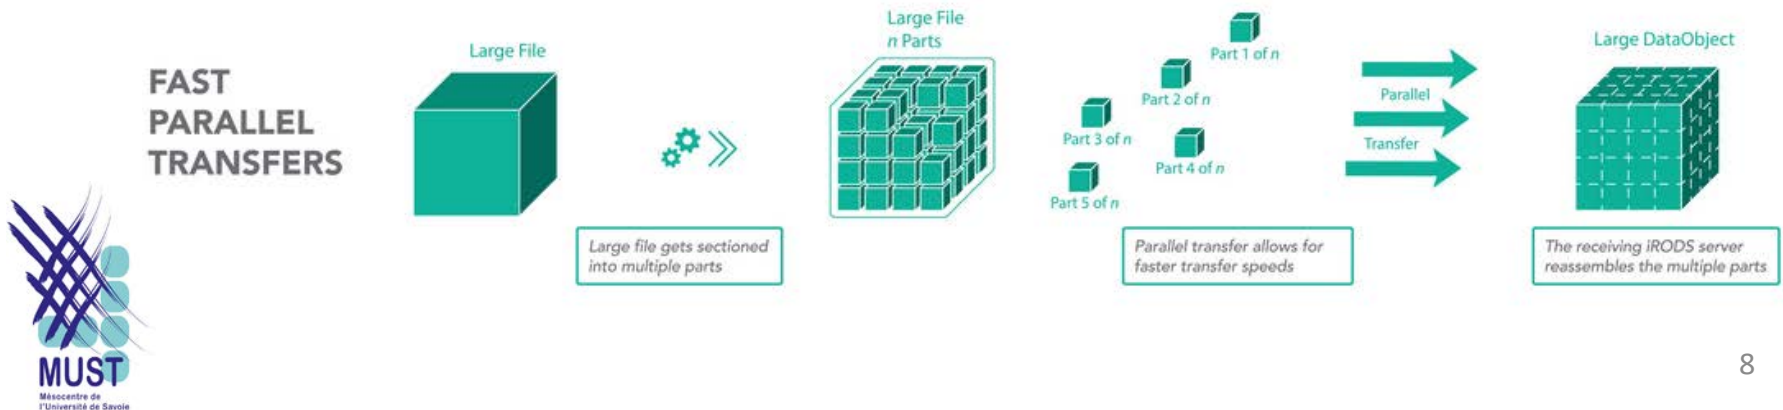 FAST
PARALLEL
TRANSFERS
Large File
Large file gets sectioned
into multiple parts
Large File
n Parts
Part 1 of n
Part 2 of n
Part 3 of n
Part 4 of n
Part 5 of n
Parallel
Transfer
Parallel transfer allows for
faster transfer speeds
Large DataObject
The receiving iRODS server
reassembles the multiple parts
MUST
Mésocentre de
l'Université de Savoie
8